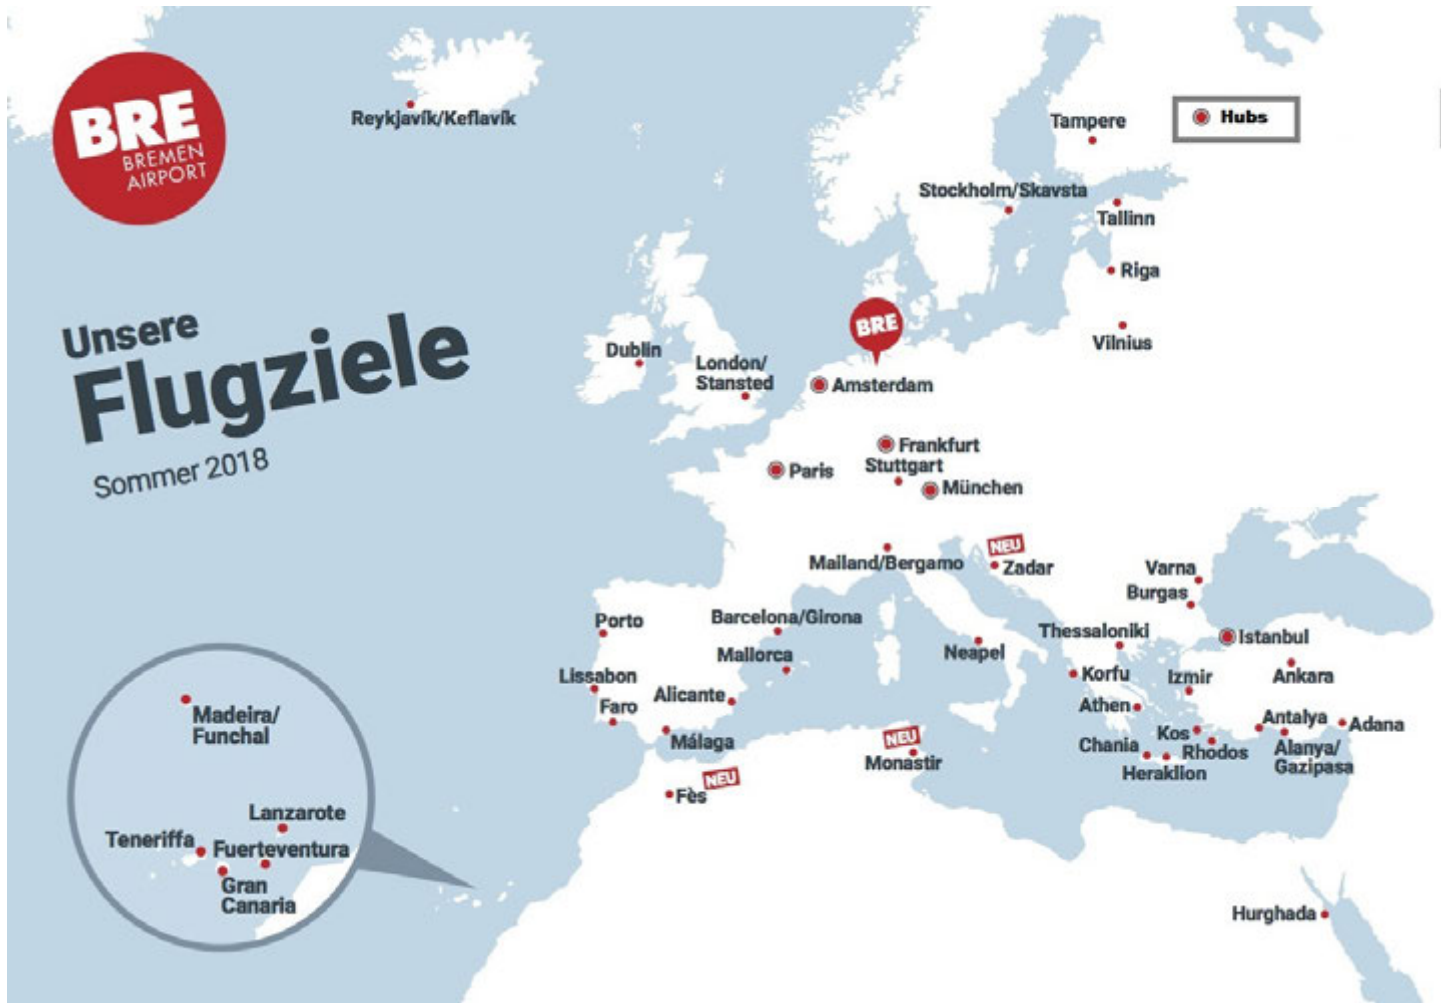 BRE
BREMEN
AIRPORT
Reykjavík/Keflavík
Tampere
Hubs
Stockholm/Skavsta
Tallinn
Riga
Vilnius
Unsere
Flugziele
Sommer 2018
BRE
Dublin
London/
Stansted
Amsterdam
Frankfurt
Stuttgart
München
Paris
Mailand/Bergamo
NEU
Zadar
Varna
Burgas
Porto
Barcelona/Girona
Mallorca
Neapel
Thessaloniki
Istanbul
Lissabon
Alicante
Faro
Málaga
Korfu
Izmir
Ankara
Athen
Kos
Rhodos
Antalya
Adana
Chania
Heraklion
Alanya/
Gazipasa
NEU
Monastir
Fès
NEU
Madeira/
Funchal
Lanzarote
Teneriffa
Fuerteventura
Gran
Canaria
Hurghada